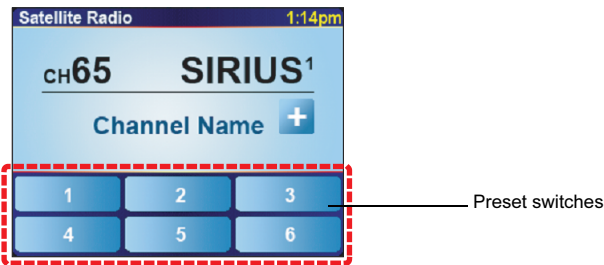 Satellite Radio 1:14pm
CH65 SIRIUS¹
Channel Name +
1 2 3
Preset switches
4 5 6